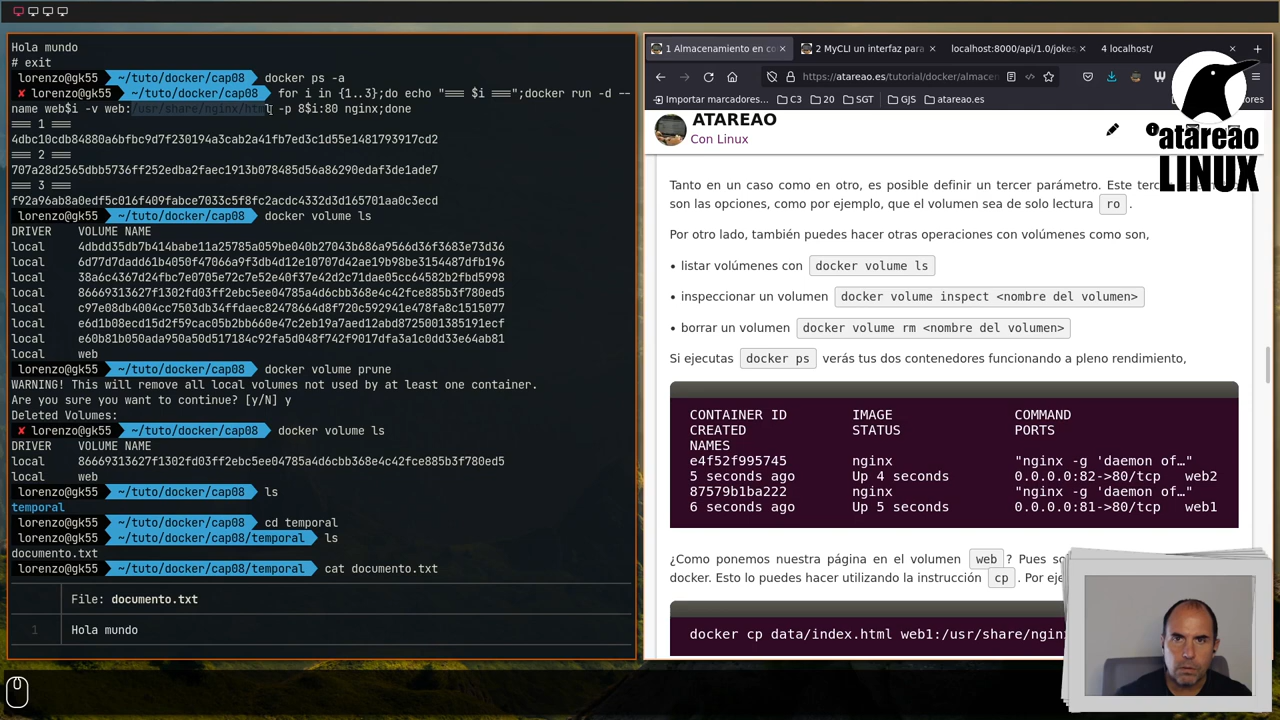 Hola mundo
# exit
lorenzo@gk55 ~/tuto/docker/cap08 docker ps -a
✘ lorenzo@gk55 ~/tuto/docker/cap08 for i in {1..3};do echo "=== $i ===";docker run -d --
name web$i -v web:/usr/share/nginx/html -p 8$i:80 nginx;done
=== 1 ===
4dbc10cdb84880a6bfbc9d7f230194a3cab2a41fb7ed3c1d55e1481793917cd2
=== 2 ===
707a28d2565dbb5736ff252edba2faec1913b078485d56a86290edaf3de1ade7
=== 3 ===
f92a96ab8a0edf5c016f409fabce7033c5f8fc2acdc4332d3d165701aa0c3ecd
lorenzo@gk55 ~/tuto/docker/cap08 docker volume ls
DRIVER VOLUME NAME
local 4dbdd35db7b414babe11a25785a059be040b27043b686a9566d36f3683e73d36
local 6d77d7dadd61b4050f47066a9f3db4d12e10707d42ae19b98be3154487dfb196
local 38a6c4367d24fbc7e0705e72c7e52e40f37e42d2c71dae05cc64582b2fbd5998
local 86669313627f1302fd03ff2ebc5ee04785a4d6cbb368e4c42fce885b3f780ed5
local c97e08db4004cc7503db34ffdaec82478664d8f720c592941e478fa8c1515077
local e6d1b08ecd15d2f59cac05b2bb660e47c2eb19a7aed12abd8725001385191ecf
local e60b81b050ada950a50d517184c92fa5d048f742f9017dfa3a1c0dd33e64ab81
local web
lorenzo@gk55 ~/tuto/docker/cap08 docker volume prune
WARNING! This will remove all local volumes not used by at least one container.
Are you sure you want to continue? [y/N] y
Deleted Volumes:
✘ lorenzo@gk55 ~/tuto/docker/cap08 docker volume ls
DRIVER VOLUME NAME
local 86669313627f1302fd03ff2ebc5ee04785a4d6cbb368e4c42fce885b3f780ed5
local web
lorenzo@gk55 ~/tuto/docker/cap08 ls
temporal
lorenzo@gk55 ~/tuto/docker/cap08 cd temporal
lorenzo@gk55 ~/tuto/docker/cap08/temporal ls
documento.txt
lorenzo@gk55 ~/tuto/docker/cap08/temporal cat documento.txt
File: documento.txt
1 Hola mundo
1 Almacenamiento en co
2 MyCLI un interfaz para
localhost:8000/api/1.0/jokes
4 localhost/
https://atareao.es/tutorial/docker/almacen
Importar marcadores... C3 20 SGT GJS atareao.es
ATAREAO
Con Linux
atareao
LINUX
Tanto en un caso como en otro, es posible definir un tercer parámetro. Este terc
son las opciones, como por ejemplo, que el volumen sea de solo lectura ro .
Por otro lado, también puedes hacer otras operaciones con volúmenes como son,
• listar volúmenes con docker volume ls
• inspeccionar un volumen docker volume inspect <nombre del volumen>
• borrar un volumen docker volume rm <nombre del volumen>
Si ejecutas docker ps verás tus dos contenedores funcionando a pleno rendimiento,
CONTAINER ID IMAGE COMMAND
CREATED STATUS PORTS
NAMES
e4f52f995745 nginx "nginx -g 'daemon of…"
5 seconds ago Up 4 seconds 0.0.0.0:82->80/tcp web2
87579b1ba222 nginx "nginx -g 'daemon of…"
6 seconds ago Up 5 seconds 0.0.0.0:81->80/tcp web1
¿Como ponemos nuestra página en el volumen web ? Pues so
docker. Esto lo puedes hacer utilizando la instrucción cp . Por eje
docker cp data/index.html web1:/usr/share/nginx